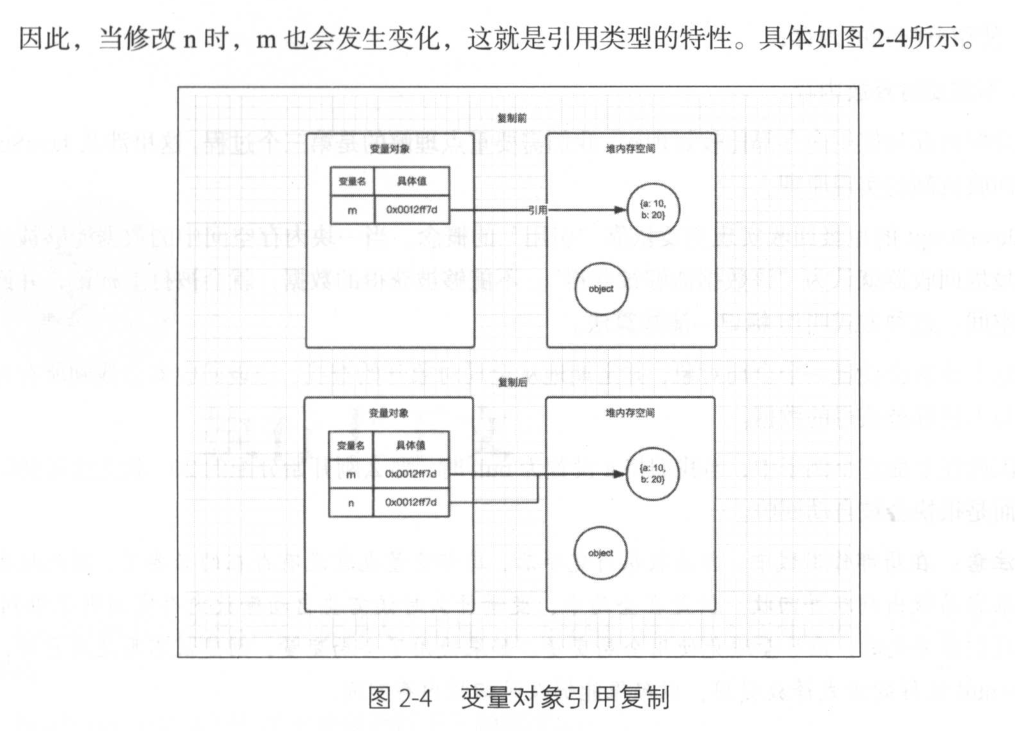 因此，当修改 n 时，m 也会发生变化，这就是引用类型的特性。具体如图 2-4所示。
复制前
变量对象
堆内存空间
变量名 具体值
m 0x0012ff7d
引用
{a: 10,
b: 20}
object
复制后
变量对象
堆内存空间
变量名 具体值
m 0x0012ff7d
n 0x0012ff7d
{a: 10,
b: 20}
object
图 2-4 变量对象引用复制